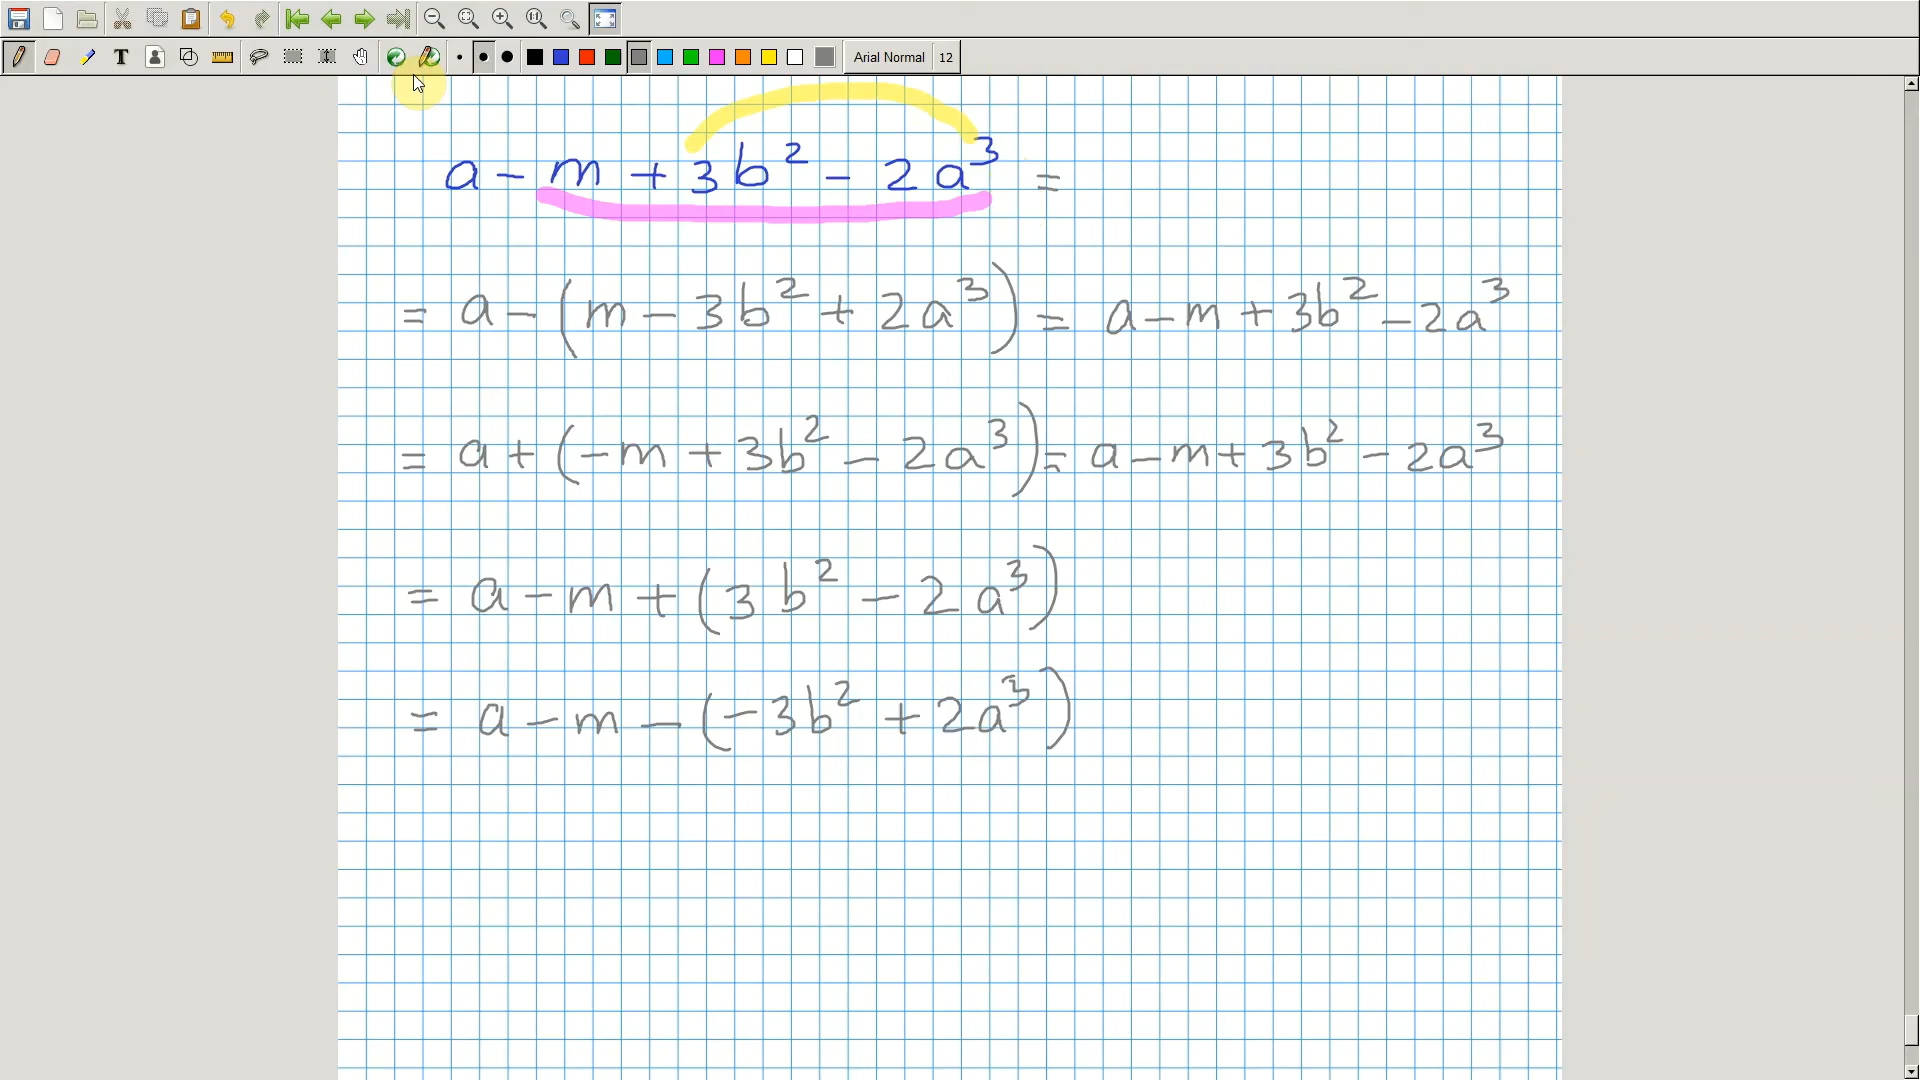 Arial Normal 12
a - m + 3b² - 2a³ =
= a - (m - 3b² + 2a³) = a - m + 3b² - 2a³
= a + (-m + 3b² - 2a³) = a - m + 3b² - 2a³
= a - m + (3b² - 2a³)
= a - m - (-3b² + 2a³)